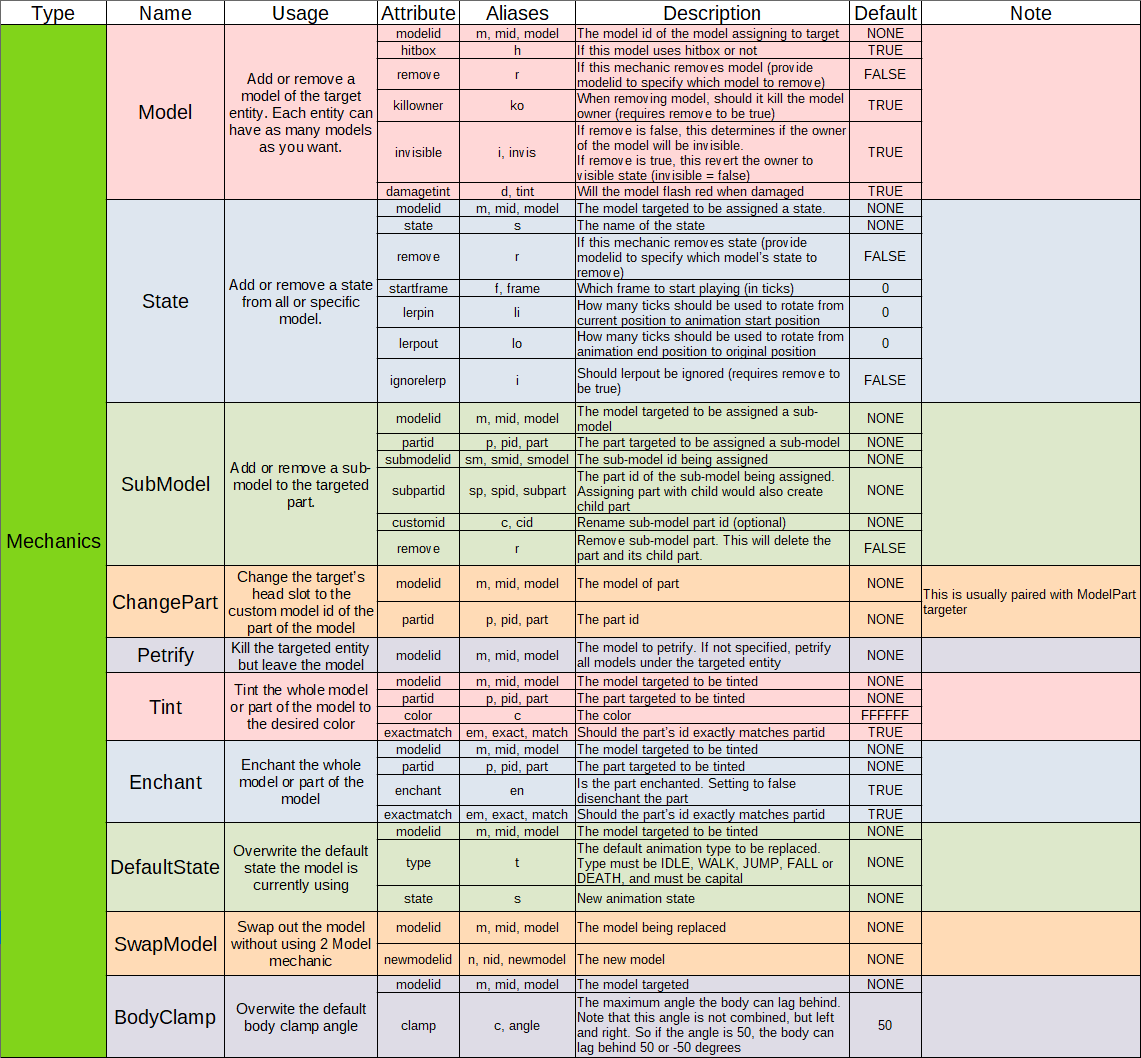 Type Name Usage Attribute Aliases Description Default Note
Mechanics
Model
Add or remove a
model of the target
entity. Each entity can
have as many models
as you want.
modelid m, mid, model The model id of the model assigning to target NONE
hitbox h If this model uses hitbox or not TRUE
remove r If this mechanic removes model (provide
modelid to specify which model to remove) FALSE
killowner ko When removing model, should it kill the model
owner (requires remove to be true) TRUE
invisible i, invis If remove is false, this determines if the owner
of the model will be invisible.
If remove is true, this revert the owner to
visible state (invisible = false) TRUE
damagetint d, tint Will the model flash red when damaged TRUE
State
Add or remove a state
from all or specific
model.
modelid m, mid, model The model targeted to be assigned a state. NONE
state s The name of the state NONE
remove r If this mechanic removes state (provide
modelid to specify which model's state to
remove) FALSE
startframe f, frame Which frame to start playing (in ticks) 0
lerpin li How many ticks should be used to rotate from
current position to animation start position 0
lerpout lo How many ticks should be used to rotate from
animation end position to original position 0
ignorelerp i Should lerpout be ignored (requires remove to
be true) FALSE
SubModel
Add or remove a sub-
model to the targeted
part.
modelid m, mid, model The model targeted to be assigned a sub-
model NONE
partid p, pid, part The part targeted to be assigned a sub-model NONE
submodelid sm, smid, smodel The sub-model id being assigned NONE
subpartid sp, spid, subpart The part id of the sub-model being assigned.
Assigning part with child would also create
child part NONE
customid c, cid Rename sub-model part id (optional) NONE
remove r Remove sub-model part. This will delete the
part and its child part. FALSE
ChangePart
Change the target's
head slot to the
custom model id of the
part of the model
modelid m, mid, model The model of part NONE
partid p, pid, part The part id NONE
This is usually paired with ModelPart
targeter
Petrify
Kill the targeted entity
but leave the model
modelid m, mid, model The model to petrify. If not specified, petrify
all models under the targeted entity NONE
Tint
Tint the whole model
or part of the model to
the desired color
modelid m, mid, model The model targeted to be tinted NONE
partid p, pid, part The part targeted to be tinted NONE
color c The color FFFFFF
exactmatch em, exact, match Should the part's id exactly matches partid TRUE
Enchant
Enchant the whole
model or part of the
model
modelid m, mid, model The model targeted to be tinted NONE
partid p, pid, part The part targeted to be tinted NONE
enchant en Is the part enchanted. Setting to false
disenchant the part TRUE
exactmatch em, exact, match Should the part's id exactly matches partid TRUE
DefaultState
Overwrite the default
state the model is
currently using
modelid m, mid, model The model targeted to be tinted NONE
type t The default animation type to be replaced.
Type must be IDLE, WALK, JUMP, FALL or
DEATH, and must be capital NONE
state s New animation state NONE
SwapModel
Swap out the model
without using 2 Model
mechanic
modelid m, mid, model The model being replaced NONE
newmodelid n, nid, newmodel The new model NONE
BodyClamp
Overwite the default
body clamp angle
modelid m, mid, model The model targeted NONE
clamp c, angle The maximum angle the body can lag behind.
Note that this angle is not combined, but left
and right. So if the angle is 50, the body can
lag behind 50 or -50 degrees 50